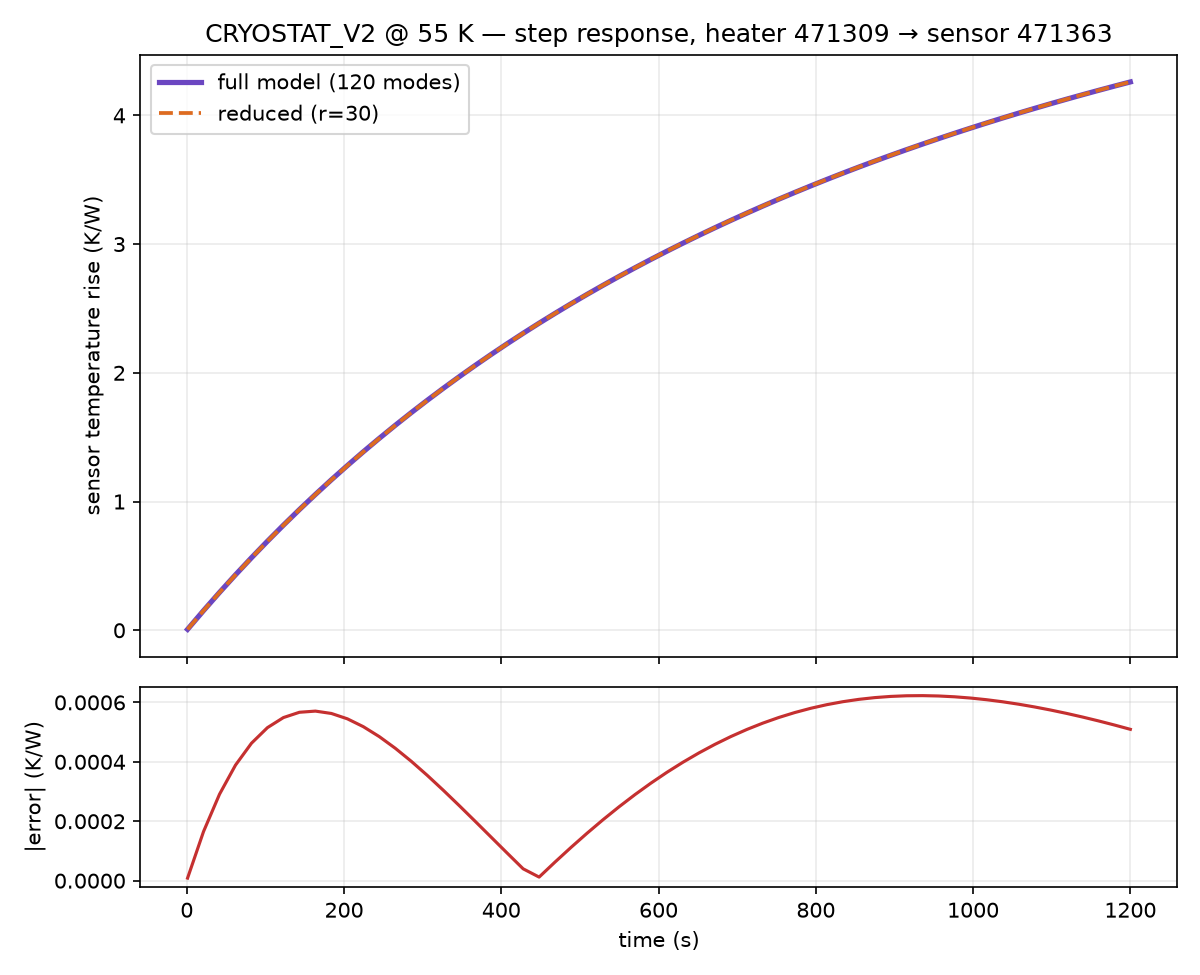 CRYOSTAT_V2 @ 55 K — step response, heater 471309 → sensor 471363
full model (120 modes)
reduced (r=30)
sensor temperature rise (K/W)
4
3
2
1
0
|error| (K/W)
0.0006
0.0004
0.0002
0.0000
0 200 400 600 800 1000 1200
time (s)